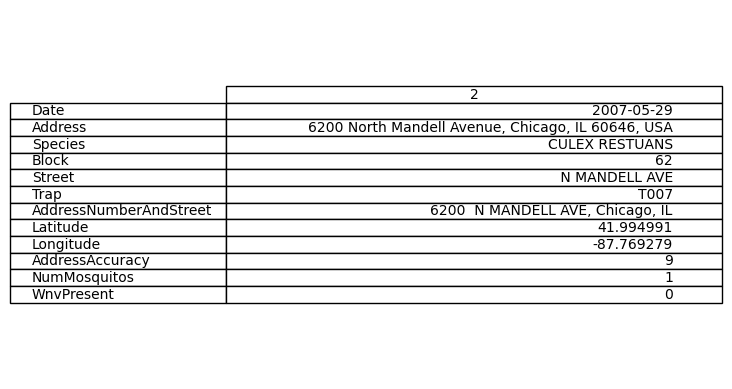 2
Date 2007-05-29
Address 6200 North Mandell Avenue, Chicago, IL 60646, USA
Species CULEX RESTUANS
Block 62
Street N MANDELL AVE
Trap T007
AddressNumberAndStreet 6200  N MANDELL AVE, Chicago, IL
Latitude 41.994991
Longitude -87.769279
AddressAccuracy 9
NumMosquitos 1
WnvPresent 0